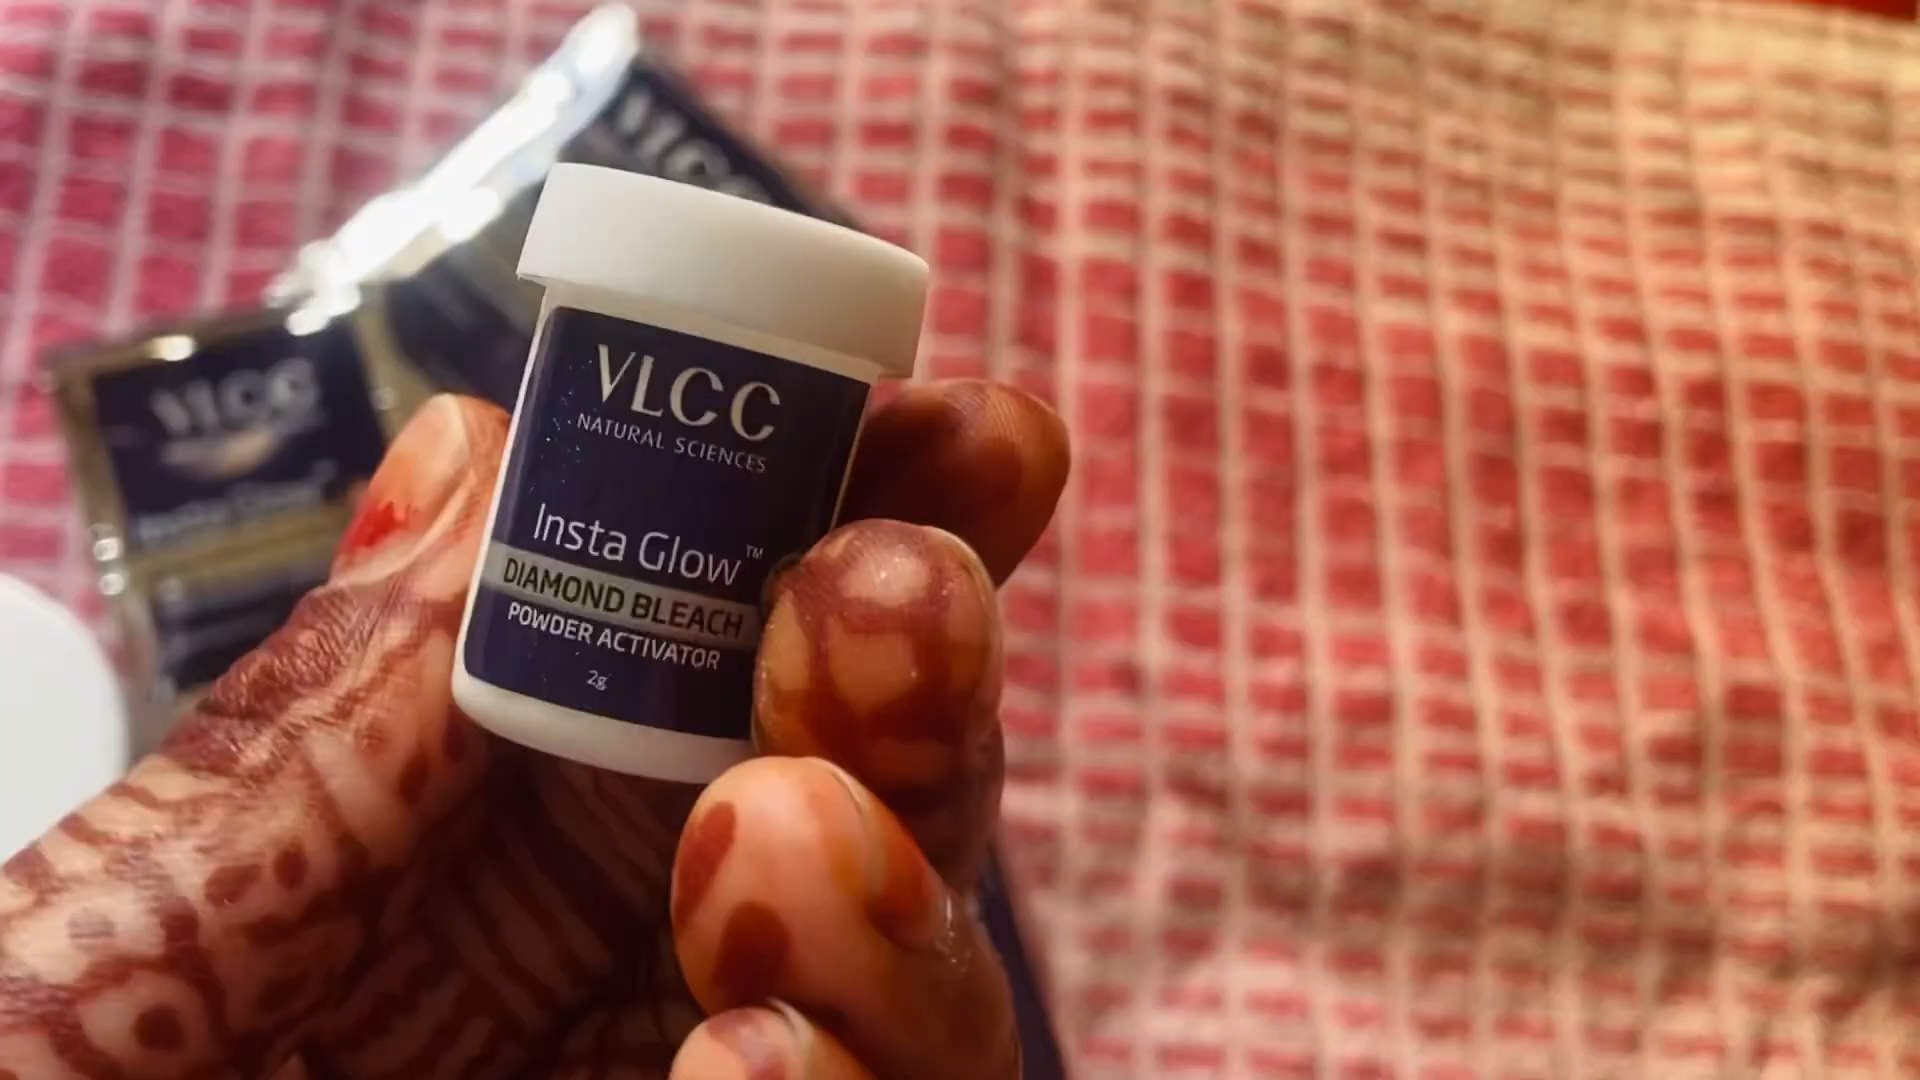 VLCC
VLCC
NATURAL SCIENCES
Insta Glow™
DIAMOND BLEACH
POWDER ACTIVATOR
2g
VLCC